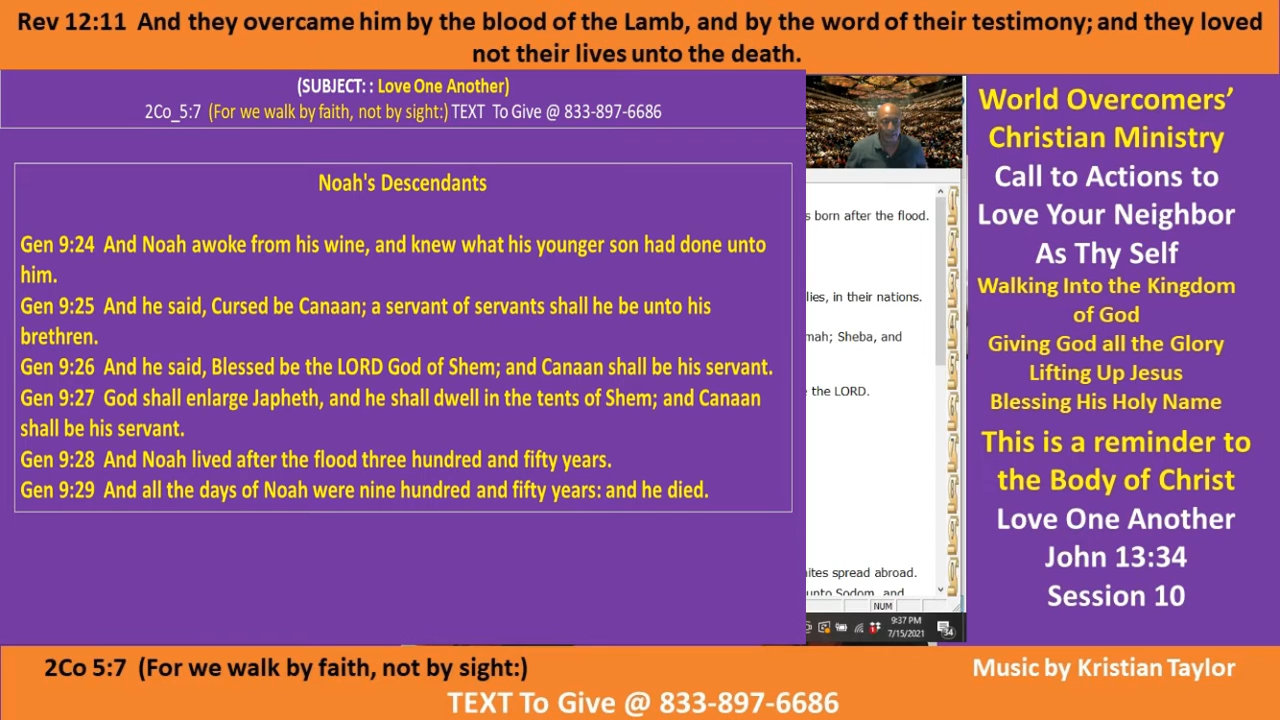 Rev 12:11 And they overcame him by the blood of the Lamb, and by the word of their testimony; and they loved
not their lives unto the death.
(SUBJECT: : Love One Another)
2Co_5:7 (For we walk by faith, not by sight:) TEXT To Give @ 833-897-6686
Noah's Descendants
Gen 9:24 And Noah awoke from his wine, and knew what his younger son had done unto
him.
Gen 9:25 And he said, Cursed be Canaan; a servant of servants shall he be unto his
brethren.
Gen 9:26 And he said, Blessed be the LORD God of Shem; and Canaan shall be his servant.
Gen 9:27 God shall enlarge Japheth, and he shall dwell in the tents of Shem; and Canaan
shall be his servant.
Gen 9:28 And Noah lived after the flood three hundred and fifty years.
Gen 9:29 And all the days of Noah were nine hundred and fifty years: and he died.
s born after the flood.
lies, in their nations.
mah; Sheba, and
the LORD.
ites spread abroad.
unto Sodom, and
NUM
9:37 PM
7/15/2021
34
World Overcomers’
Christian Ministry
Call to Actions to
Love Your Neighbor
As Thy Self
Walking Into the Kingdom
of God
Giving God all the Glory
Lifting Up Jesus
Blessing His Holy Name
This is a reminder to
the Body of Christ
Love One Another
John 13:34
Session 10
2Co 5:7 (For we walk by faith, not by sight:)
Music by Kristian Taylor
TEXT To Give @ 833-897-6686